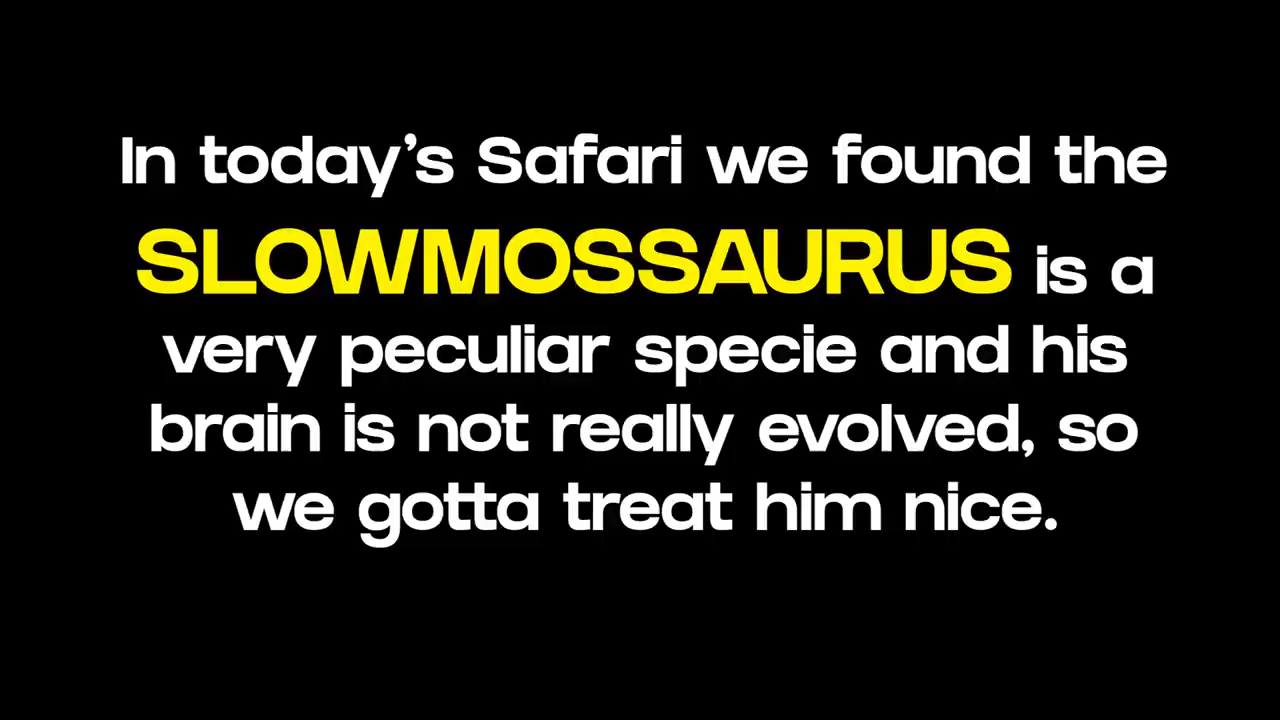 In today’s Safari we found the
SLOWMOSSAURUS is a
very peculiar specie and his
brain is not really evolved, so
we gotta treat him nice.